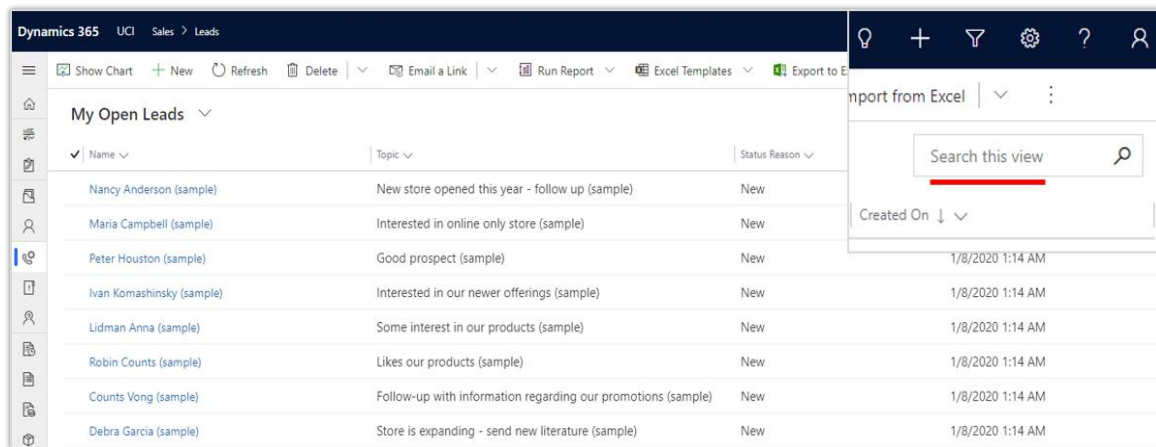 Dynamics 365 UCI Sales > Leads
Show Chart New Refresh Delete Email a Link Run Report Excel Templates Export to E
mport from Excel
My Open Leads
Search this view
Name Topic Status Reason Created On
Nancy Anderson (sample) New store opened this year - follow up (sample) New
Maria Campbell (sample) Interested in online only store (sample) New
Peter Houston (sample) Good prospect (sample) New 1/8/2020 1:14 AM
Ivan Komashinsky (sample) Interested in our newer offerings (sample) New 1/8/2020 1:14 AM
Lidman Anna (sample) Some interest in our products (sample) New 1/8/2020 1:14 AM
Robin Counts (sample) Likes our products (sample) New 1/8/2020 1:14 AM
Counts Vong (sample) Follow-up with information regarding our promotions (sample) New 1/8/2020 1:14 AM
Debra Garcia (sample) Store is expanding - send new literature (sample) New 1/8/2020 1:14 AM